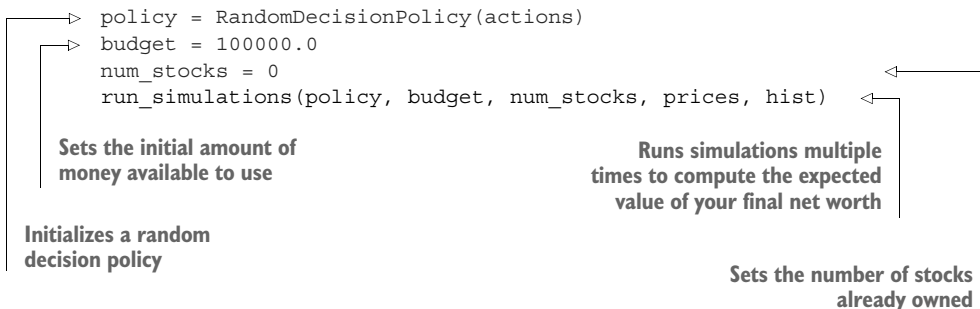 policy = RandomDecisionPolicy(actions)
budget = 100000.0
num_stocks = 0
run_simulations(policy, budget, num_stocks, prices, hist)
Sets the initial amount of
money available to use
Runs simulations multiple
times to compute the expected
value of your final net worth
Initializes a random
decision policy
Sets the number of stocks
already owned